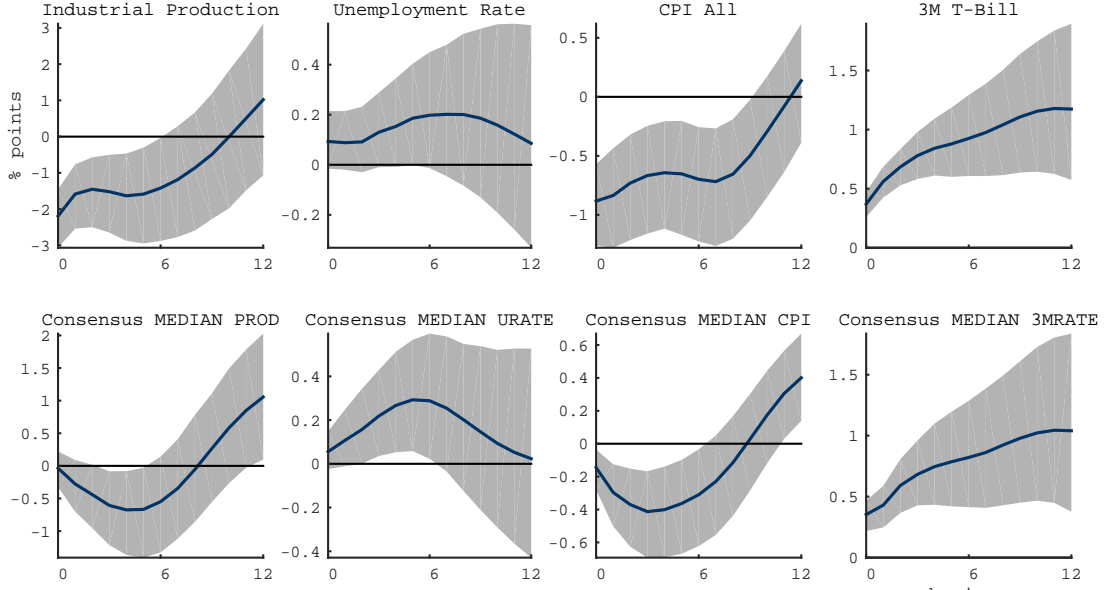 Industrial Production
Unemployment Rate
CPI All
3M T-Bill
% points
3
2
1
0
-1
-2
-3
0 6 12
0.4
0.2
0
-0.2
0 6 12
0.5
0
-0.5
-1
0 6 12
1.5
1
0.5
0
0 6 12
Consensus MEDIAN PROD
Consensus MEDIAN URATE
Consensus MEDIAN CPI
Consensus MEDIAN 3MRATE
2
1.5
1
0.5
0
-0.5
-1
0 6 12
0.4
0.2
0
-0.2
-0.4
0 6 12
0.6
0.4
0.2
0
-0.2
-0.4
-0.6
0 6 12
1.5
1
0.5
0
0 6 12